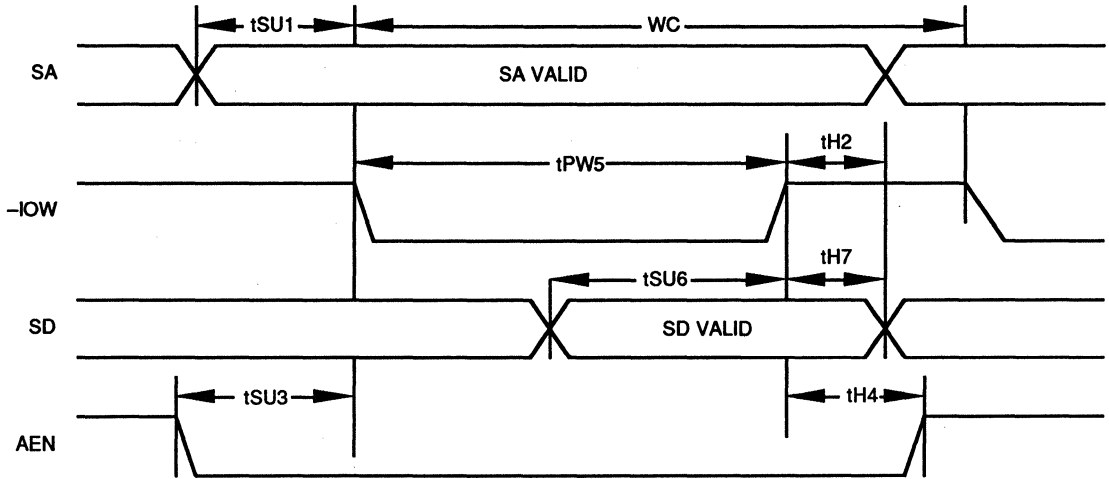 tSU1 WC
SA SA VALID
tH2
tPW5
–IOW
tH7
tSU6
SD SD VALID
tSU3 tH4
AEN